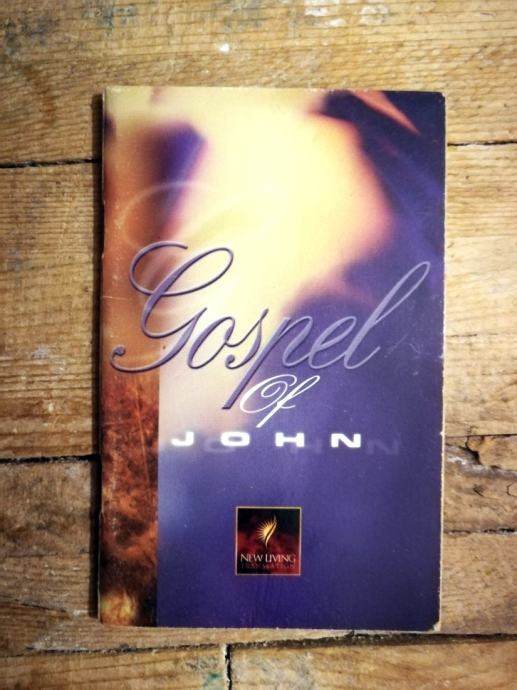 Gospel
Of
JOHN
NEW LIVING
TRANSLATION